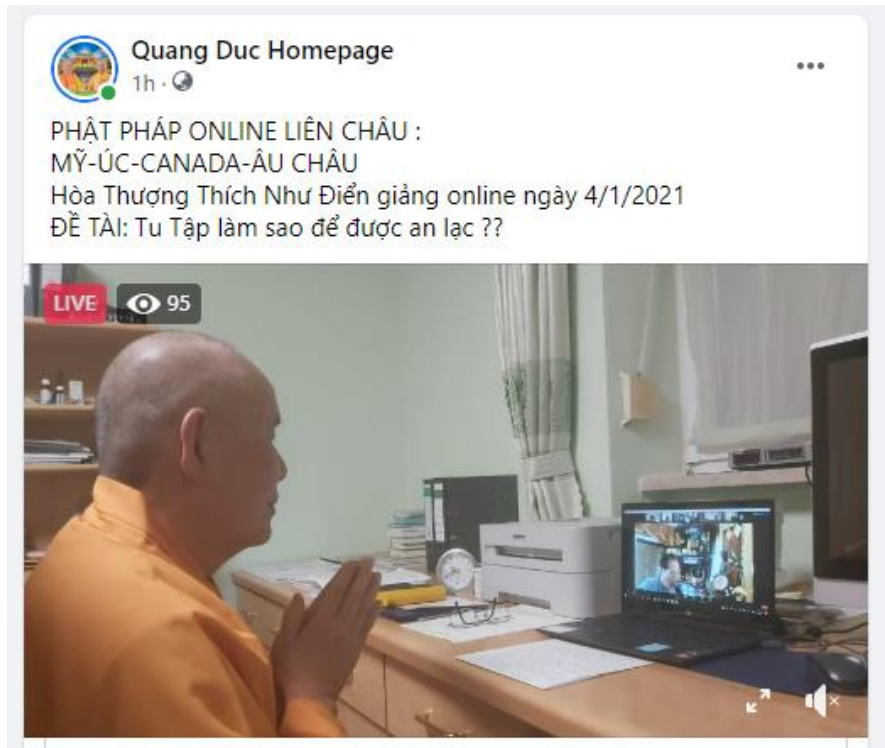 Quang Duc Homepage
1h ·
PHẬT PHÁP ONLINE LIÊN CHÂU :
MỸ-ÚC-CANADA-ÂU CHÂU
Hòa Thượng Thích Như Điển giảng online ngày 4/1/2021
ĐỀ TÀI: Tu Tập làm sao để được an lạc ??
LIVE 95